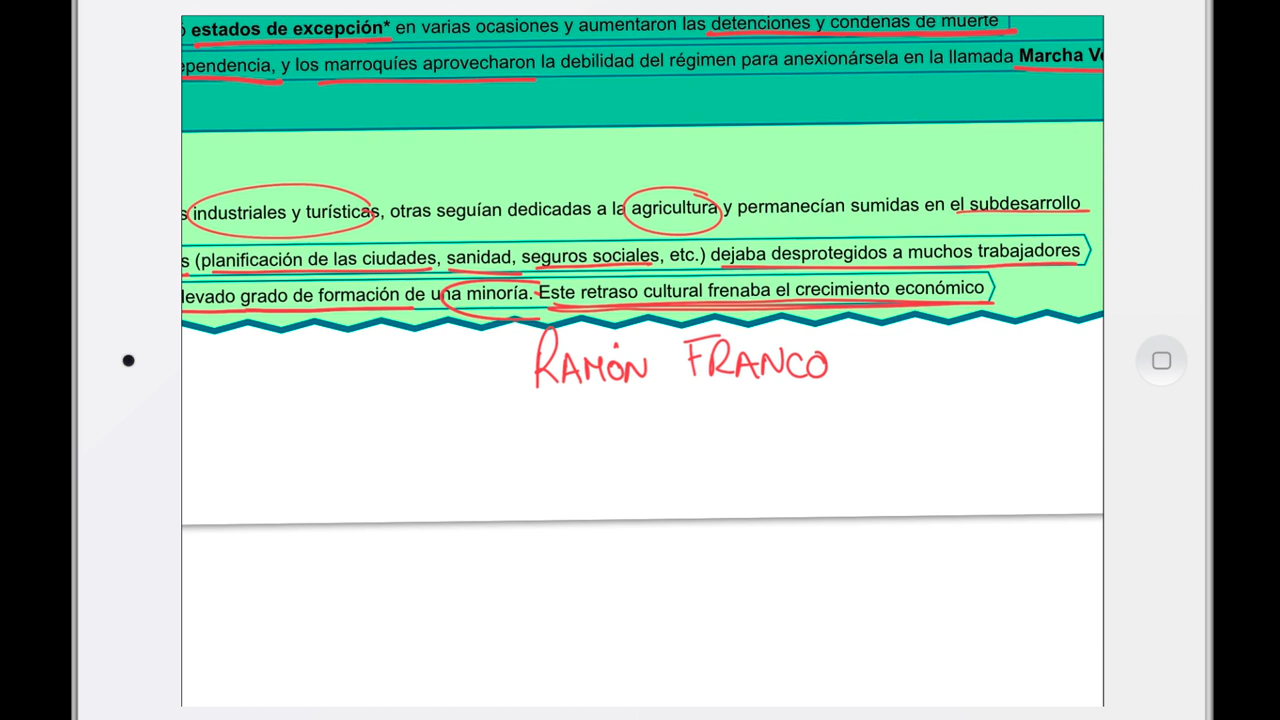 estados de excepción* en varias ocasiones y aumentaron las detenciones y condenas de muerte
ependencia, y los marroquíes aprovecharon la debilidad del régimen para anexionársela en la llamada Marcha Ve
s industriales y turísticas, otras seguían dedicadas a la agricultura y permanecían sumidas en el subdesarrollo
s (planificación de las ciudades, sanidad, seguros sociales, etc.) dejaba desprotegidos a muchos trabajadores
levado grado de formación de una minoría. Este retraso cultural frenaba el crecimiento económico
RAMÓN FRANCO